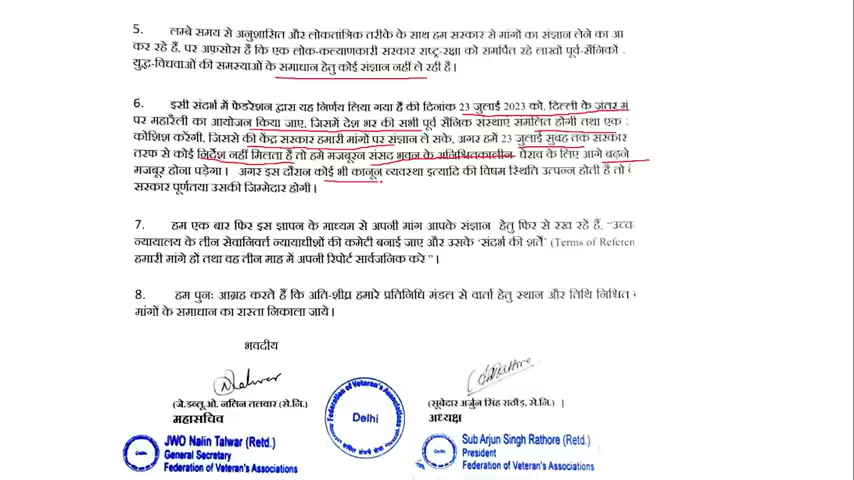 5. लम्बे समय से अनुशासित और लोकतांत्रिक तरीके के साथ हम सरकार से मांगों का संज्ञान लेने का आ
कर रहे हैं, पर अफ़सोस है कि एक लोक-कल्याणकारी सरकार राष्ट्र-रक्षा को समर्पित रहे लाखों पूर्व-सैनिकों
युद्ध-विधवाओं की समस्याओं के समाधान हेतु कोई संज्ञान नहीं ले रही है।
6. इसी संदर्भ में फेडरेशन द्वारा यह निर्णय लिया गया है की दिनांक 23 जुलाई 2023 को, दिल्ली के जंतर मं
पर महारैली का आयोजन किया जाए, जिसमें देश भर की सभी पूर्व सैनिक संस्थाएं समलित होगी तथा एक
कोशिश करेगी, जिससे की केंद्र सरकार हमारी मांगों पर संज्ञान ले सके, अगर हमें 23 जुलाई सुबह तक सरकार
तरफ से कोई निर्देश नहीं मिलता है तो हमे मजबूरन संसद भवन के अनिश्चितकालीन घेराव के लिए आगे बढ़ने
मजबूर होना पड़ेगा। अगर इस दौरान कोई भी कानून व्यवस्था इत्यादि की विषम स्थिति उत्पन्न होती है तो
सरकार पूर्णतया उसकी जिम्मेदार होगी।
7. हम एक बार फिर इस ज्ञापन के माध्यम से अपनी मांग आपके संज्ञान हेतु फिर से रख रहें हैं, "उच्च
न्यायालय के तीन सेवानिवर्त्त न्यायाधीशों की कमेटी बनाई जाए और उसके 'संदर्भ की शर्तें' (Terms of Referen
हमारी मांगे हों तथा वह तीन माह में अपनी रिपोर्ट सार्वजनिक करे"।
8. हम पुनः आग्रह करते हैं कि अति-शीघ्र हमारे प्रतिनिधि मंडल से वार्ता हेतु स्थान और तिथि निश्चित
मांगों के समाधान का रास्ता निकाला जाये।
भवदीय
(जे.डब्लू.ओ. नलिन तलवार (से.नि.)
महासचिव
JWO Nalin Talwar (Retd.)
General Secretary
Federation of Veteran's Associations
Federation of Veteran's Associations
Delhi
(सूबेदार अर्जुन सिंह राठौड़, से.नि.) |
अध्यक्ष
Sub Arjun Singh Rathore (Retd.)
President
Federation of Veteran's Associations